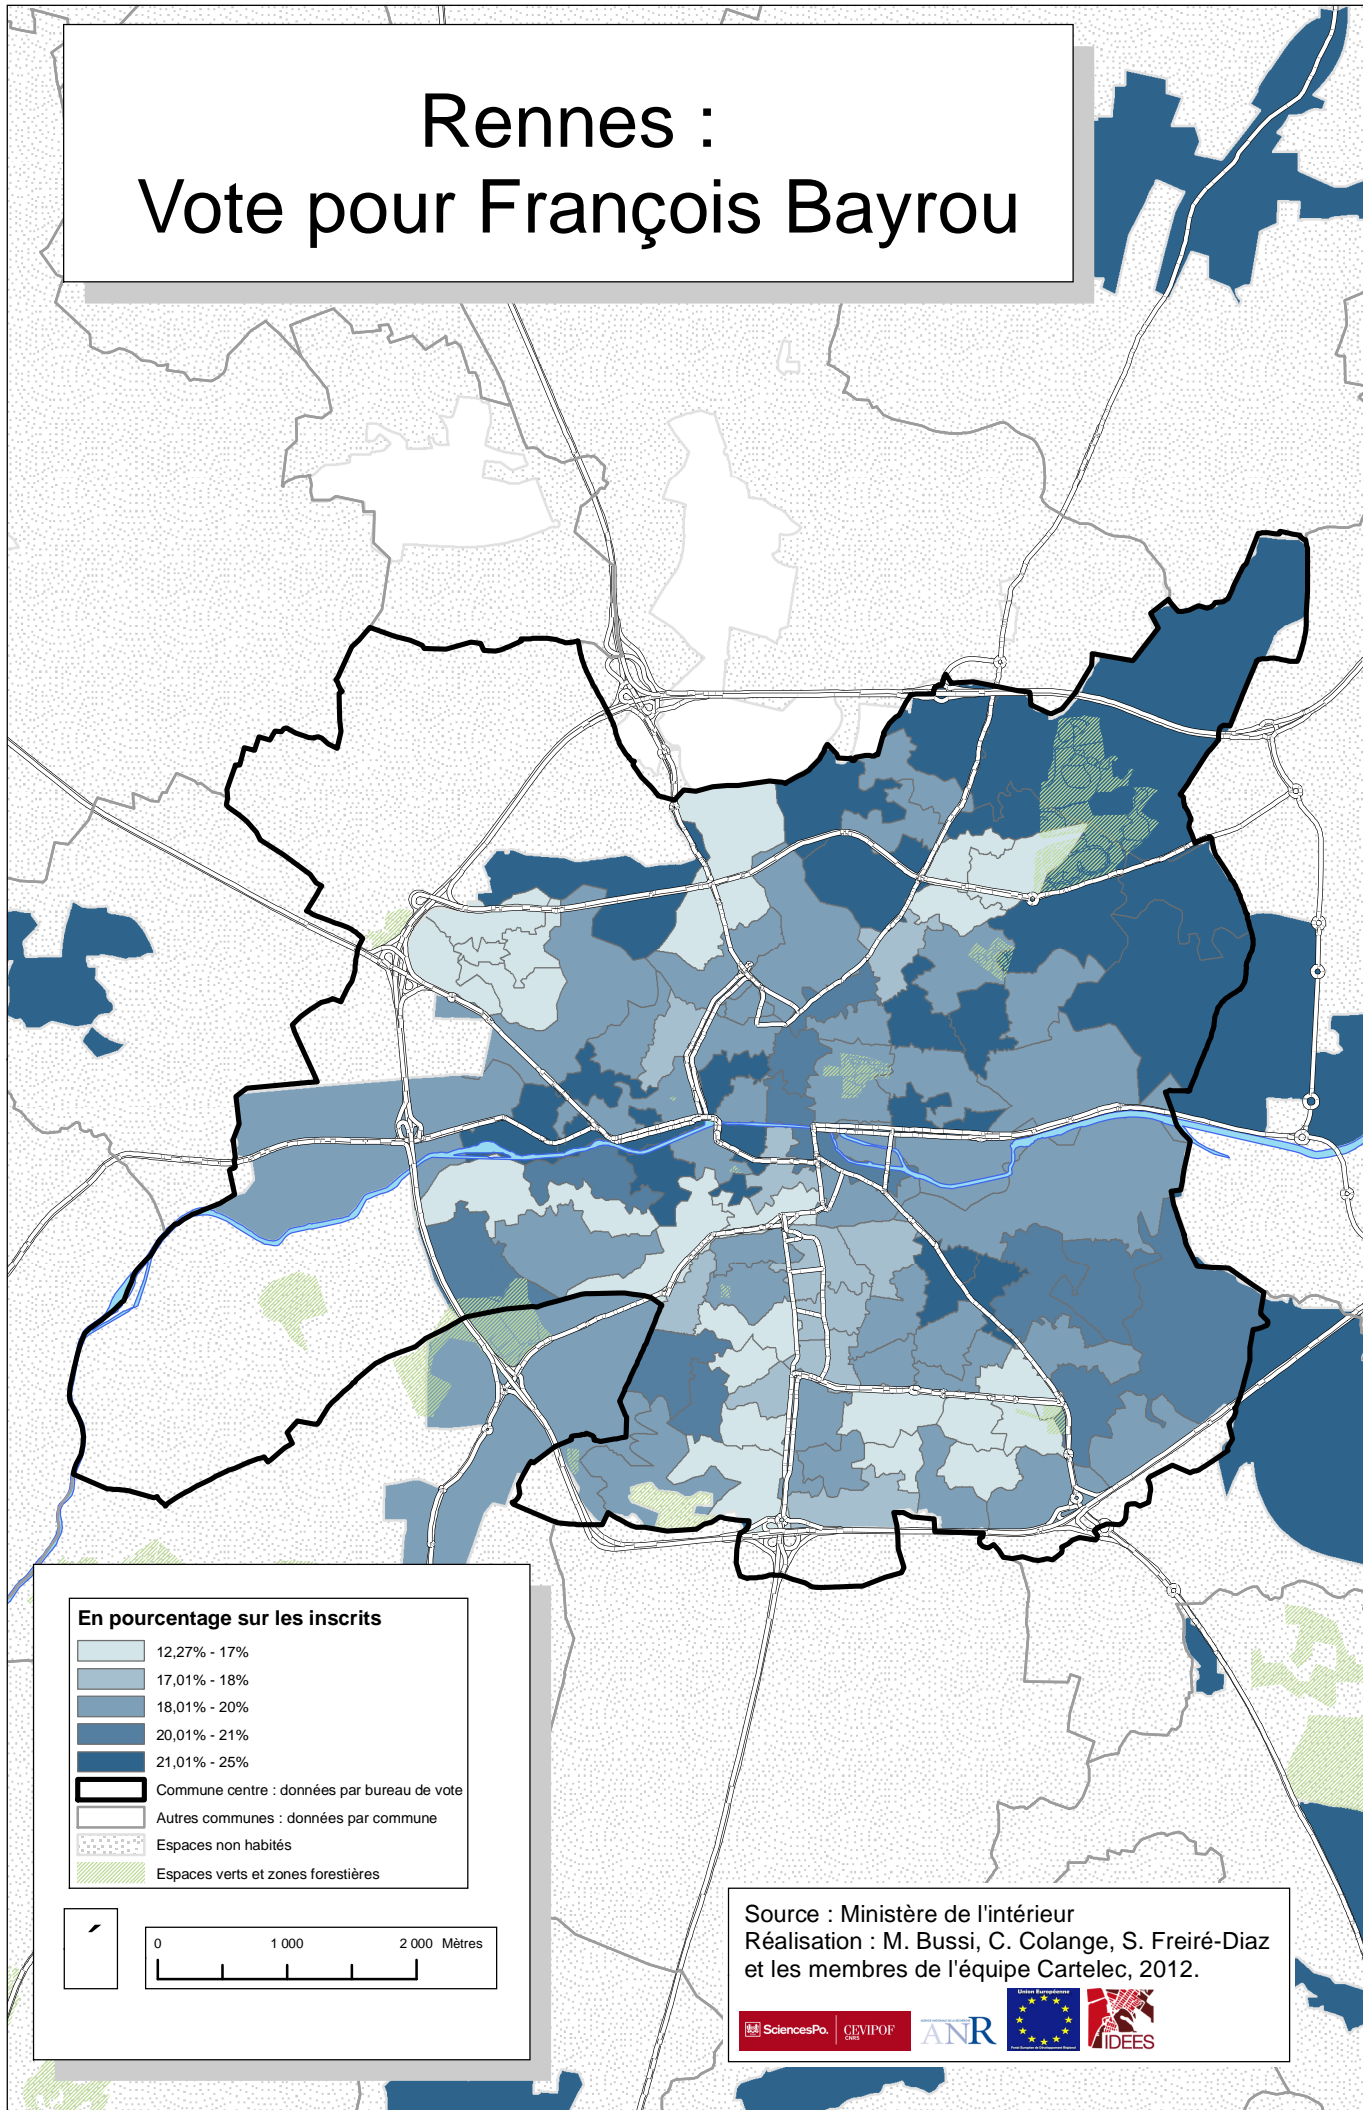 Rennes :
Vote pour François Bayrou
En pourcentage sur les inscrits
12,27% - 17%
17,01% - 18%
18,01% - 20%
20,01% - 21%
21,01% - 25%
Commune centre : données par bureau de vote
Autres communes : données par commune
Espaces non habités
Espaces verts et zones forestières
0 1 000 2 000 Mètres
Source : Ministère de l'intérieur
Réalisation : M. Bussi, C. Colange, S. Freiré-Diaz
et les membres de l'équipe Cartelec, 2012.
SciencesPo.
CEVIPOF
CNRS
ANR
Union Européenne
IDEES